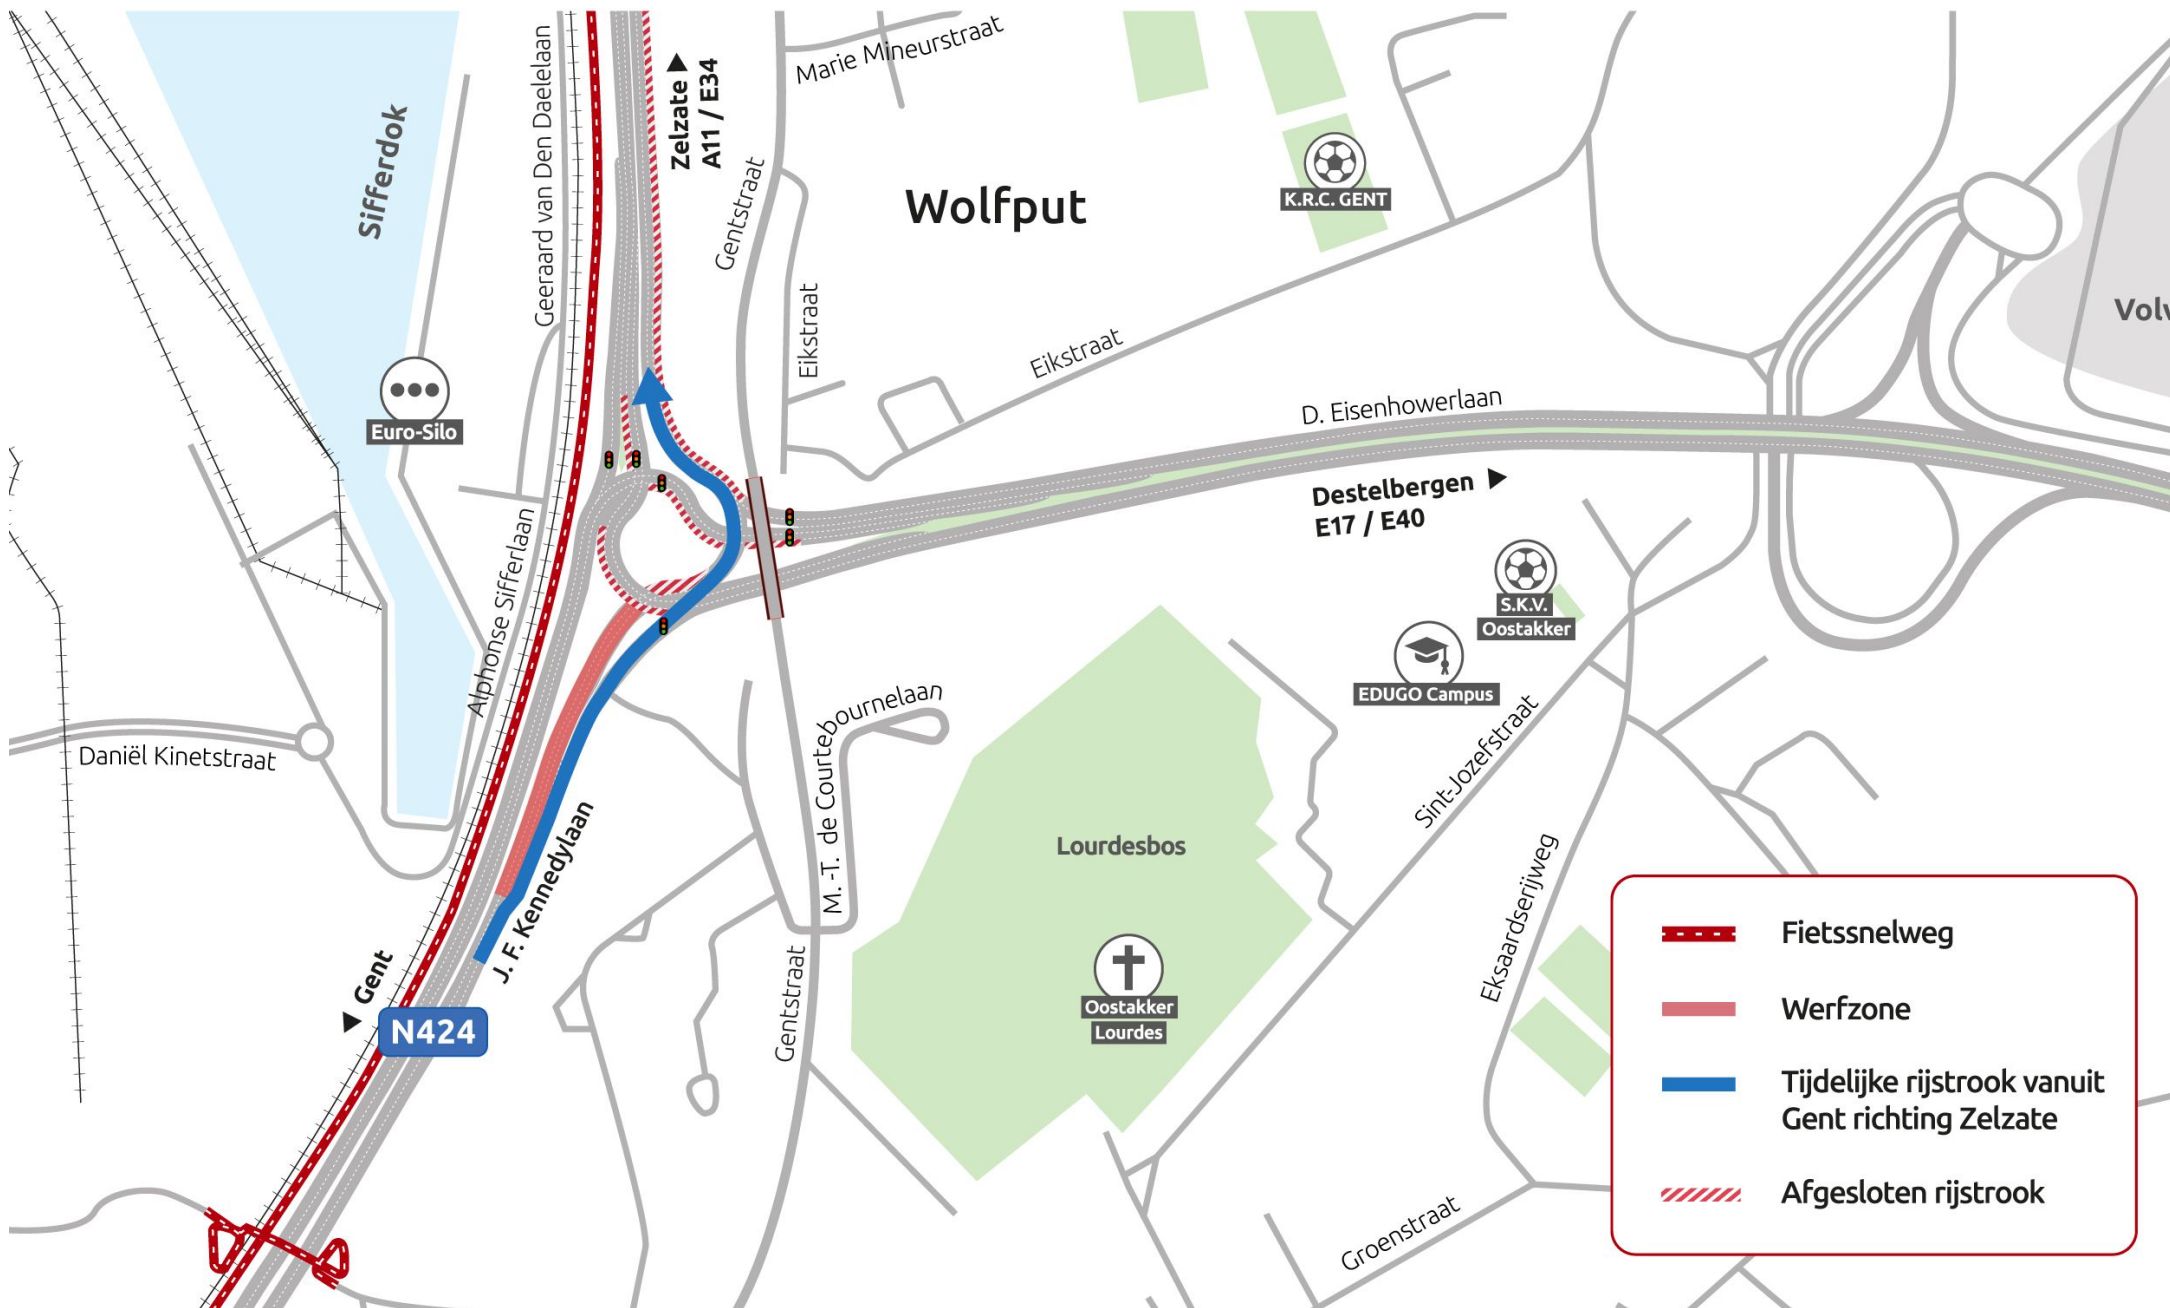 Marie Mineurstraat
Zelzate
A11 / E34
Geeraard van Den Daelelaan
Sifferdok
Gentstraat
Wolfput
K.R.C. GENT
Eikstraat
Eikstraat
Volv
Euro-Silo
D. Eisenhowerlaan
Destelbergen
E17 / E40
Alphonse Sifferlaan
S.K.V.
Oostakker
EDUGO Campus
M. -T. de Courtebournelaan
Sint-Jozefstraat
Daniël Kinetstraat
J. F. Kennedylaan
Lourdesbos
Eksaardserijweg
Gent
N424
Gentstraat
Oostakker
Lourdes
Groenstraat
Fietssnelweg
Werfzone
Tijdelijke rijstrook vanuit
Gent richting Zelzate
Afgesloten rijstrook